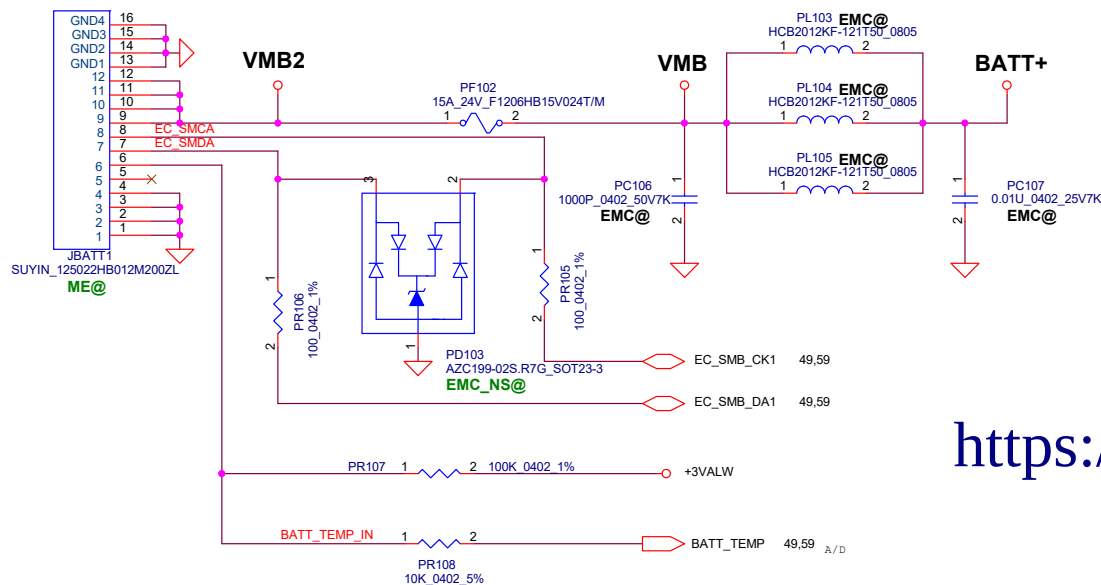 GND4 16
GND3 15
GND2 14
GND1 13
12 12
11 11
10 10
9 9
8 8
7 7
6 6
5 5
4 4
3 3
2 2
1 1
JBATT1
SUYIN_125022HB012M200ZL
ME@
EC_SMCA
EC_SMDA
VMB2
PF102
15A_24V_F1206HB15V024T/M
1 2
VMB
PL103 EMC@
HCB2012KF-121T50_0805
1 2
PL104 EMC@
HCB2012KF-121T50_0805
1 2
PL105 EMC@
HCB2012KF-121T50_0805
1 2
BATT+
PC106
1000P_0402_50V7K
EMC@
1
2
PC107
0.01U_0402_25V7K
EMC@
1
2
3 2
1
PD103
AZC199-02S.R7G_SOT23-3
EMC_NS@
PR106
100_0402_1%
1
2
PR105
100_0402_1%
1
2
EC_SMB_CK1 49,59
EC_SMB_DA1 49,59
PR107 1 2 100K_0402_1%
+3VALW
BATT_TEMP_IN 1 2
PR108
10K_0402_5%
BATT_TEMP 49,59 A/D
https:/